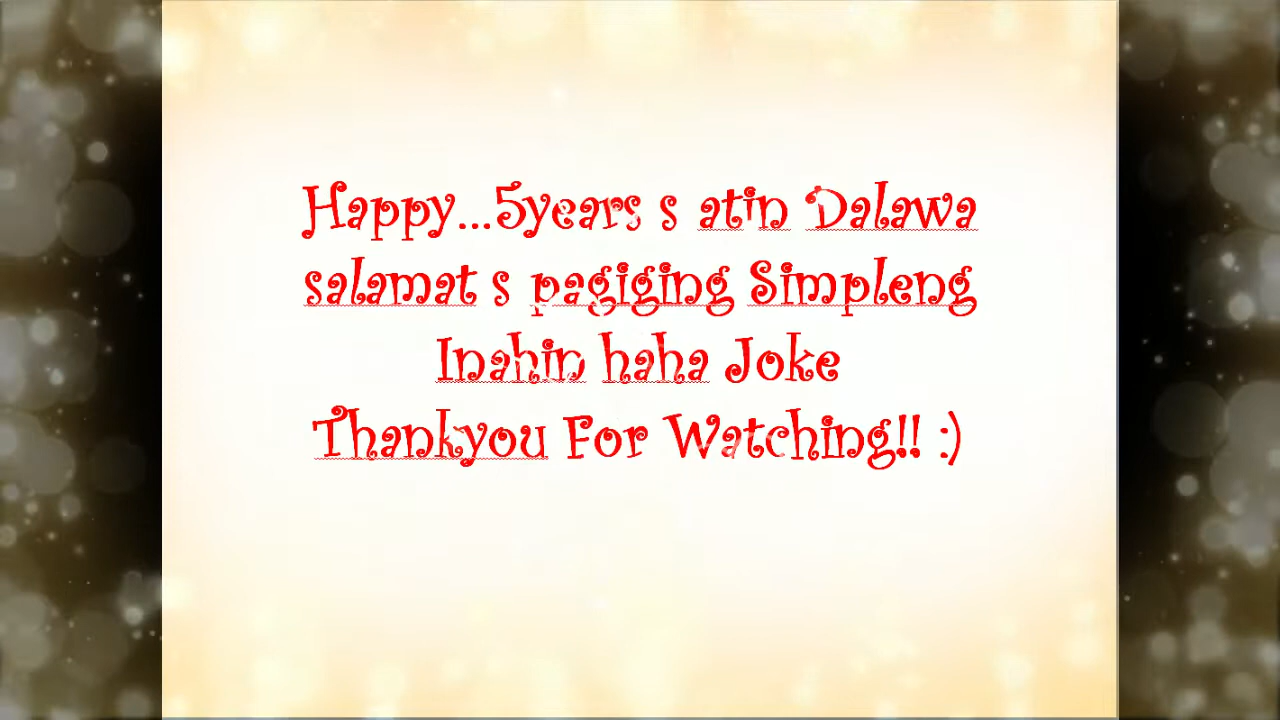 Happy...5years s atin Dalawa
salamat s pagiging Simpleng
Inahin haha Joke
Thankyou For Watching!! :)